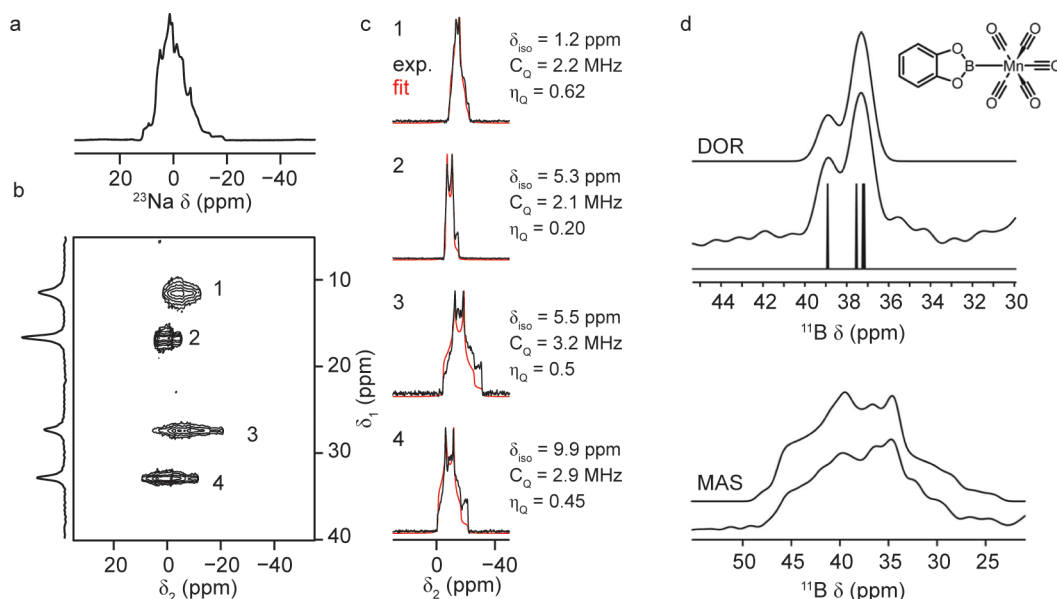 a
20
0
−20
−40
²³Na δ (ppm)
b
1
2
3
4
10
20
30
40
δ₁ (ppm)
20
0
−20
−40
δ₂ (ppm)
c
1
exp.
fit
δiso = 1.2 ppm
CQ = 2.2 MHz
ηQ = 0.62
2
δiso = 5.3 ppm
CQ = 2.1 MHz
ηQ = 0.20
3
δiso = 5.5 ppm
CQ = 3.2 MHz
ηQ = 0.5
4
δiso = 9.9 ppm
CQ = 2.9 MHz
ηQ = 0.45
0
−40
δ₂ (ppm)
d
O
B
O
Mn
CO
C
O
C
O
C
O
C
O
DOR
44
42
40
38
36
34
32
30
¹¹B δ (ppm)
MAS
50
45
40
35
30
25
¹¹B δ (ppm)